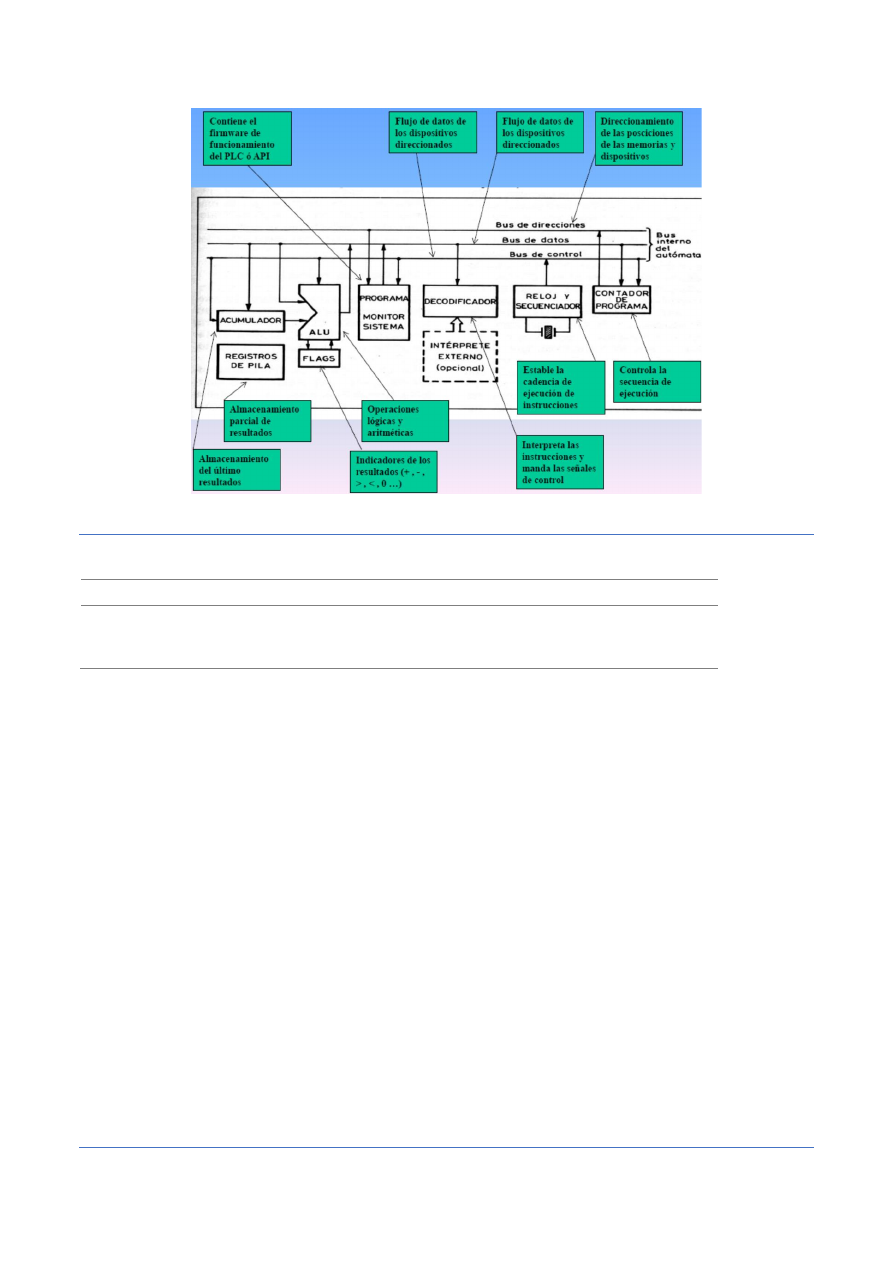 Contiene el
firmware de
funcionamiento
del PLC ó API
Flujo de datos de
los dispositivos
direccionados
Flujo de datos de
los dispositivos
direccionados
Direccionamiento
de las posciciones
de las memorias y
dispositivos
Bus de direcciones
Bus de datos
Bus de control
Bus
interno
del
autómata
ACUMULADOR
ALU
PROGRAMA
MONITOR
SISTEMA
DECODIFICADOR
RELOJ Y
SECUENCIADOR
CONTADOR
DE
PROGRAMA
REGISTROS
DE PILA
FLAGS
INTÉRPRETE
EXTERNO
(opcional)
Estable la
cadencia de
ejecución de
instrucciones
Controla la
secuencia de
ejecución
Almacenamiento
parcial de
resultados
Operaciones
lógicas y
aritméticas
Almacenamiento
del último
resultados
Indicadores de los
resultados (+ , - ,
> , < , 0 …)
Interpreta las
instrucciones y
manda las señales
de control